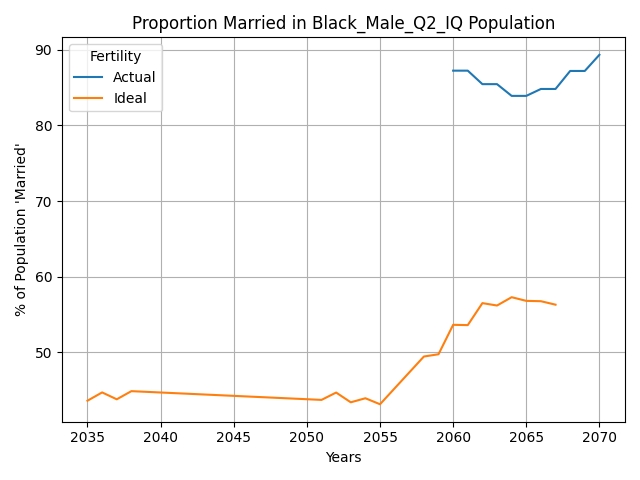 Proportion Married in Black_Male_Q2_IQ Population
Fertility
Actual
Ideal
% of Population 'Married'
90
80
70
60
50
2035
2040
2045
2050
2055
2060
2065
2070
Years